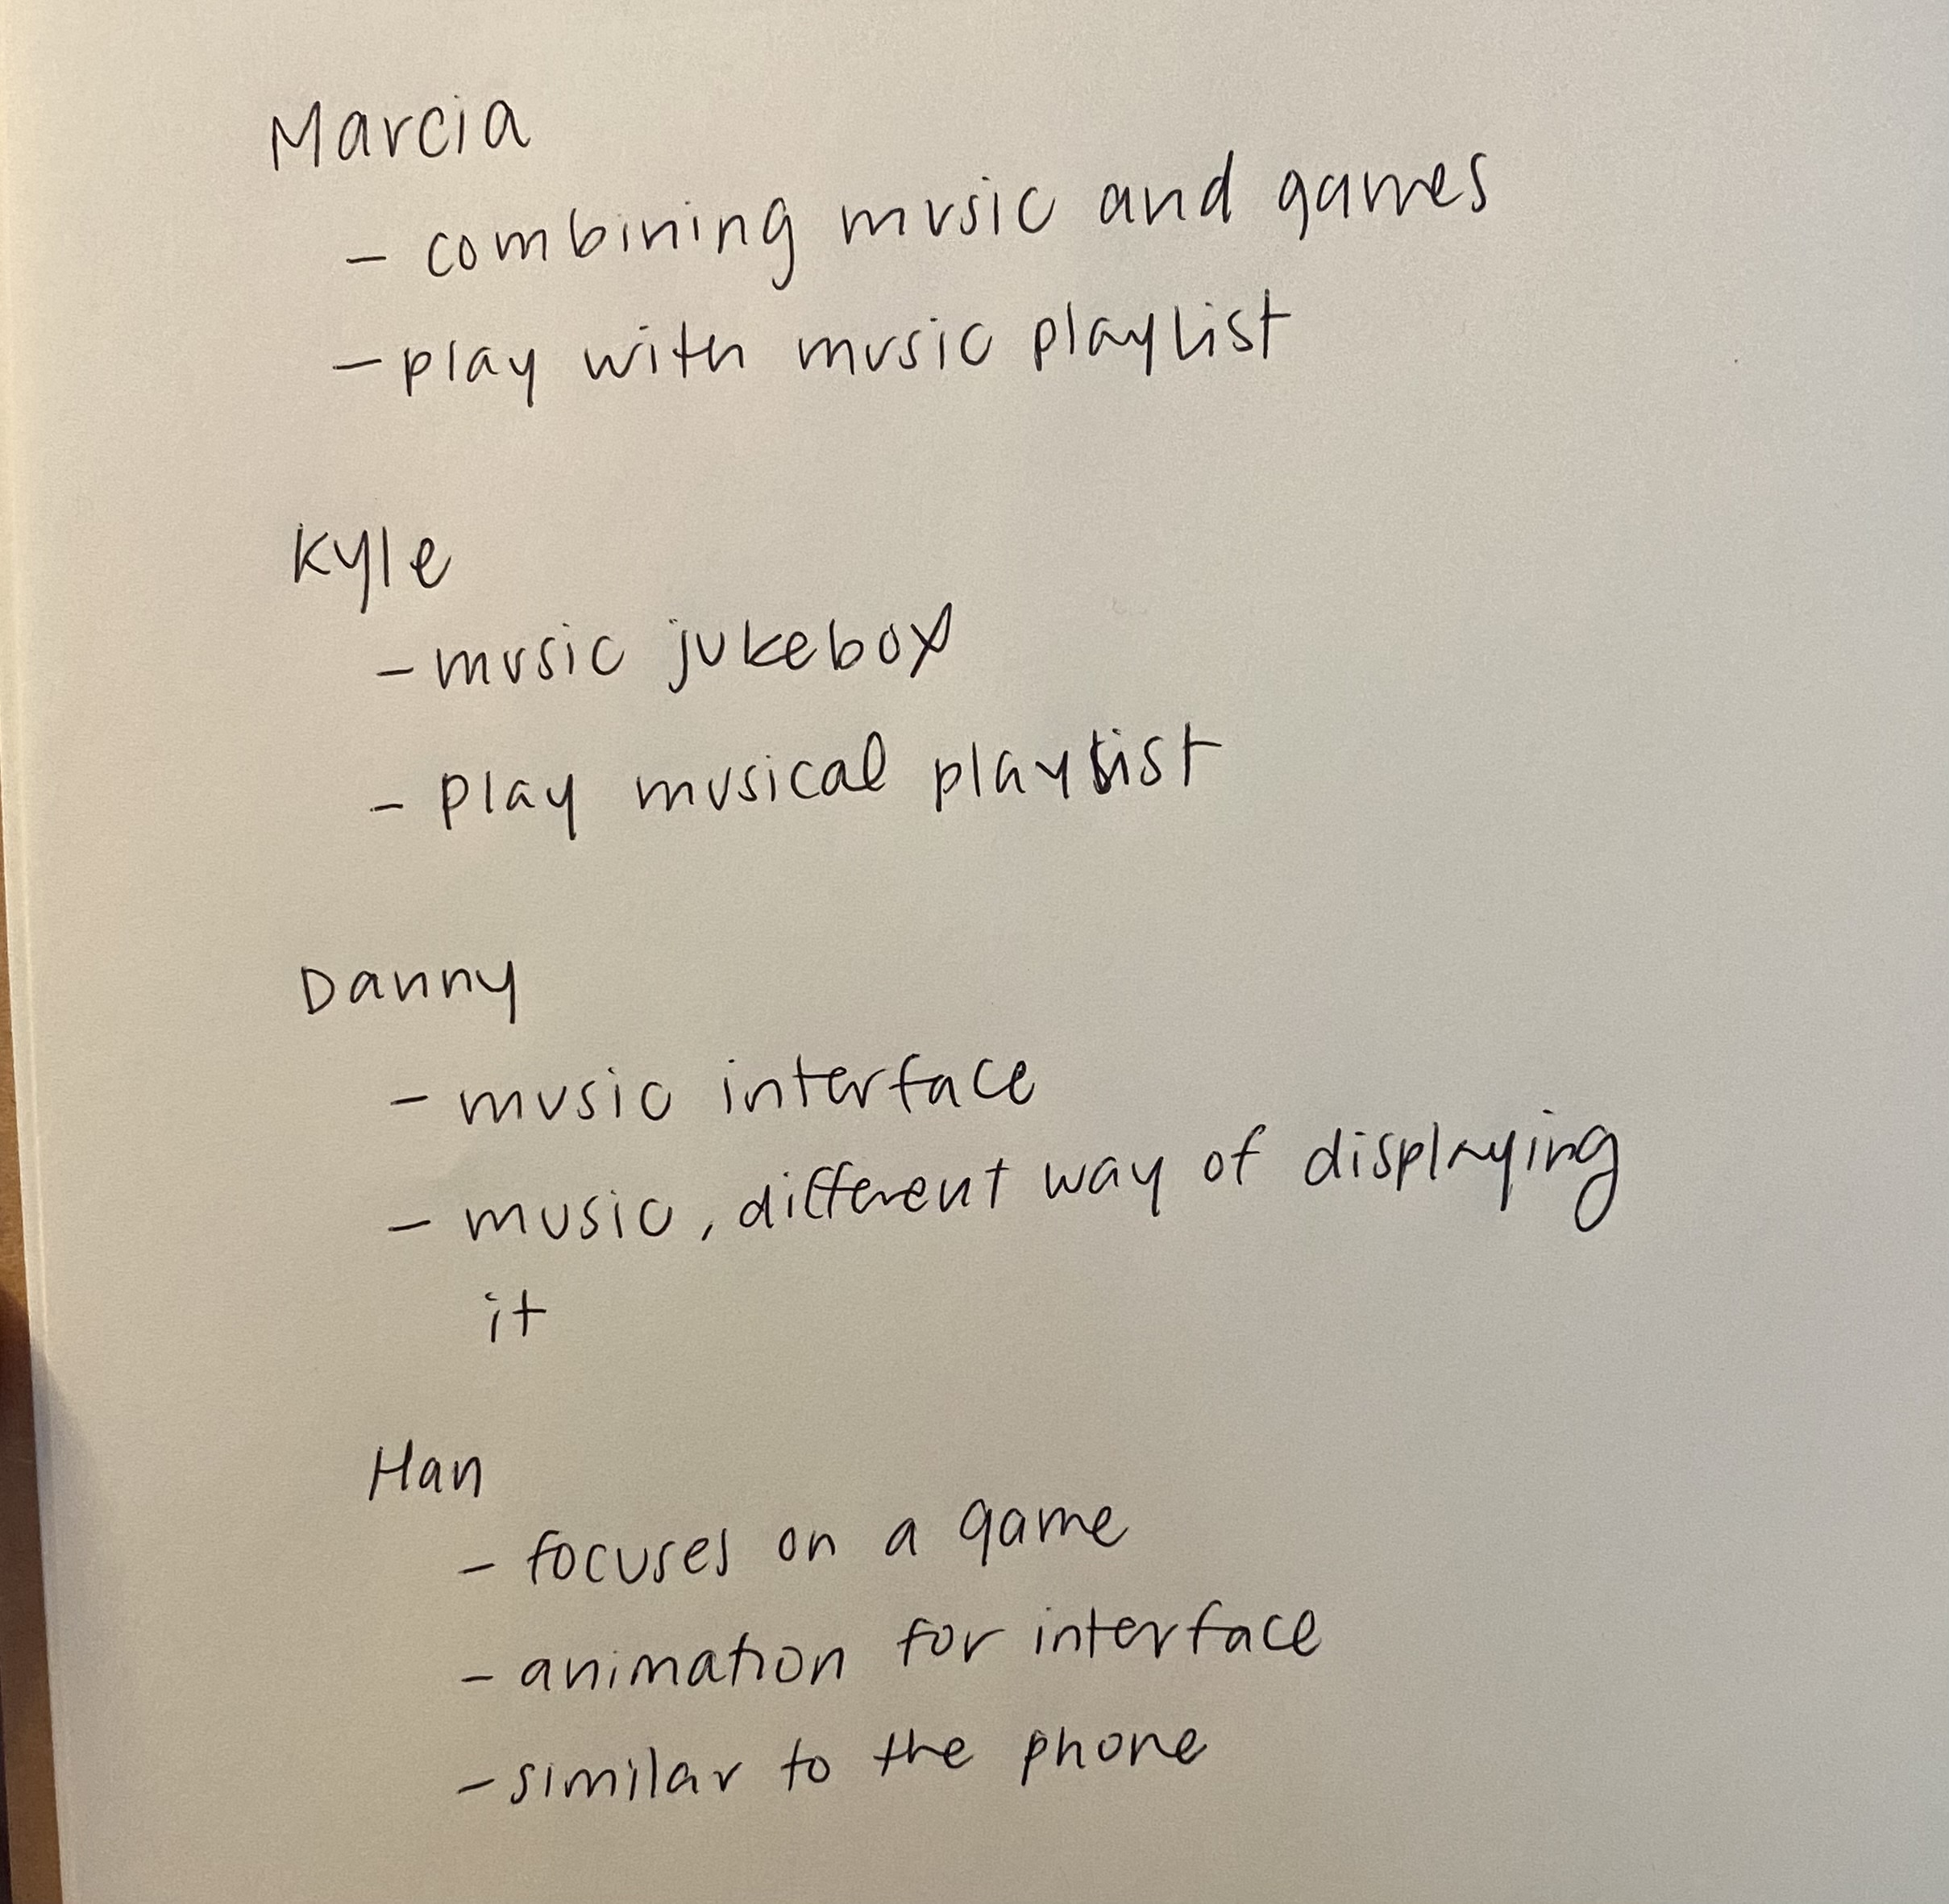 Marcia
- combining music and games
- play with music playlist
Kyle
- music jukebox
- play musical playlist
Danny
- music interface
- music, different way of displaying
it
Han
- focuses on a game
- animation for interface
- similar to the phone